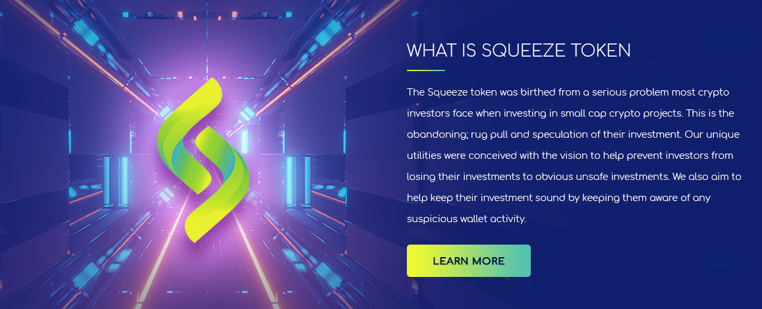 WHAT IS SQUEEZE TOKEN
The Squeeze token was birthed from a serious problem most crypto
investors face when investing in small cap crypto projects. This is the
abandoning; rug pull and speculation of their investment. Our unique
utilities were conceived with the vision to help prevent investors from
losing their investments to obvious unsafe investments. We also aim to
help keep their investment sound by keeping them aware of any
suspicious wallet activity.
LEARN MORE